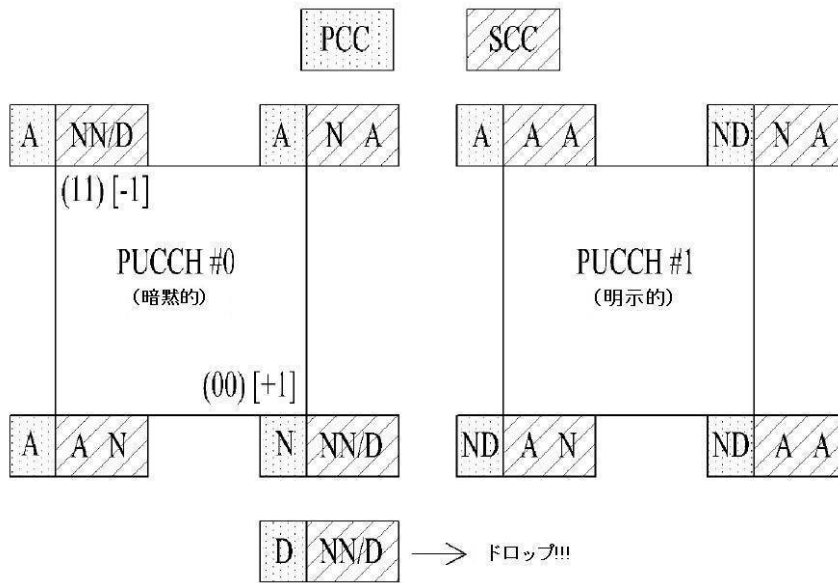 PCC SCC
A NN/D A N A A A A ND N A
(11) [-1]
PUCCH #0 PUCCH #1
(暗黙的) (明示的)
(00) [+1]
A A N N NN/D ND A N ND A A
D NN/D ドロップ!!!